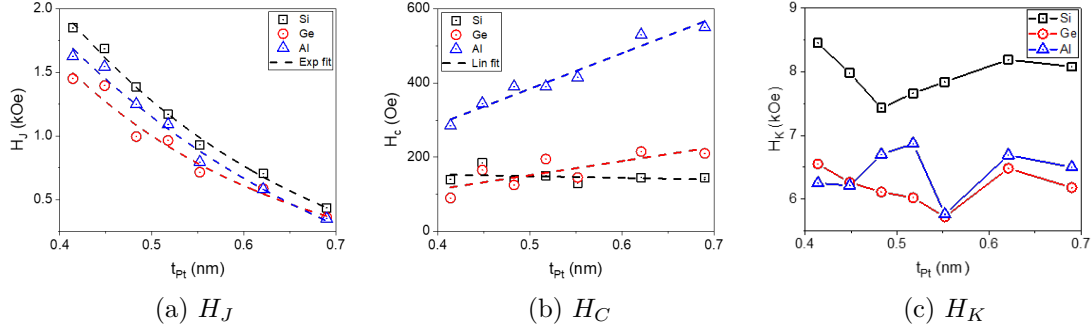 2.0
1.5
1.0
0.5
H_J (kOe)
Si
Ge
Al
Exp fit
0.4 0.5 0.6 0.7
t_Pt (nm)
(a) H_J
600
400
200
0
H_c (Oe)
Si
Ge
Al
Lin fit
0.4 0.5 0.6 0.7
t_Pt (nm)
(b) H_C
9
8
7
6
H_K (kOe)
Si
Ge
Al
0.4 0.5 0.6 0.7
t_Pt (nm)
(c) H_K